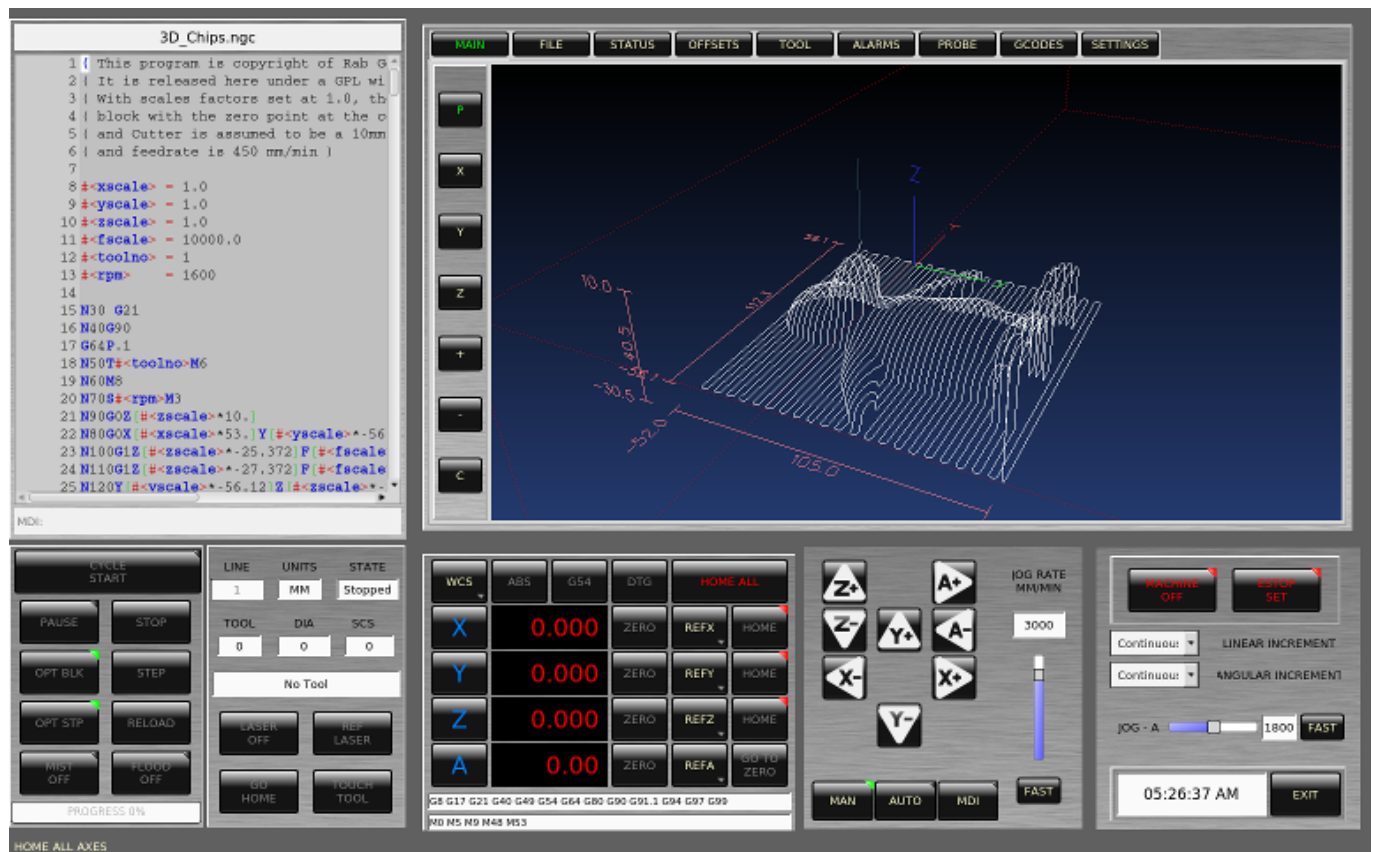 3D_Chips.ngc
1 ( This program is copyright of Rab G
2 ( It is released here under a GPL wi
3 ( With scales factors set at 1.0, th
4 ( block with the zero point at the c
5 ( and Cutter is assumed to be a 10mm
6 ( and feedrate is 450 mm/min )
7
8 #<xscale> = 1.0
9 #<yscale> = 1.0
10 #<zscale> = 1.0
11 #<fscale> = 10000.0
12 #<toolno> = 1
13 #<rpm>    = 1600
14
15 N30 G21
16 N40G90
17 G64P.1
18 N50T#<toolno>M6
19 N60M8
20 N70S#<rpm>M3
21 N90G0Z[#<zscale>*10.]
22 N80G0X[#<xscale>*53.]Y[#<yscale>*-56
23 N100G1Z[#<zscale>*-25.372]F[#<fscale
24 N110G1Z[#<zscale>*-27.372]F[#<fscale
25 N120Y[#<yscale>*-56.12]Z[#<zscale>*-
MDI:
MAIN FILE STATUS OFFSETS TOOL ALARMS PROBE GCODES SETTINGS
P
X
Y
Z
+
-
C
Z
Y
10.0
40.5
-30.5
-52.0
105.0
CYCLE
START
PAUSE STOP
OPT BLK STEP
OPT STP RELOAD
MIST
OFF
FLOOD
OFF
PROGRESS 0%
LINE UNITS STATE
1 MM Stopped
TOOL DIA SCS
0 0 0
No Tool
LASER
OFF
REF
LASER
GO
HOME
TOUCH
TOOL
WCS ABS G54 DTG HOME ALL
X 0.000 ZERO REFX HOME
Y 0.000 ZERO REFY HOME
Z 0.000 ZERO REFZ HOME
A 0.00 ZERO REFA GO TO
ZERO
G8 G17 G21 G40 G49 G54 G64 G80 G90 G91.1 G94 G97 G99
M0 M5 M9 M48 M53
Z+ A+
Z- Y+ A-
X- X+
Y-
JOG RATE
MM/MIN
3000
FAST
MAN AUTO MDI
MACHINE
OFF
ESTOP
SET
Continuou: LINEAR INCREMENT
Continuou: ANGULAR INCREMENT
JOG - A 1800 FAST
05:26:37 AM EXIT
HOME ALL AXES